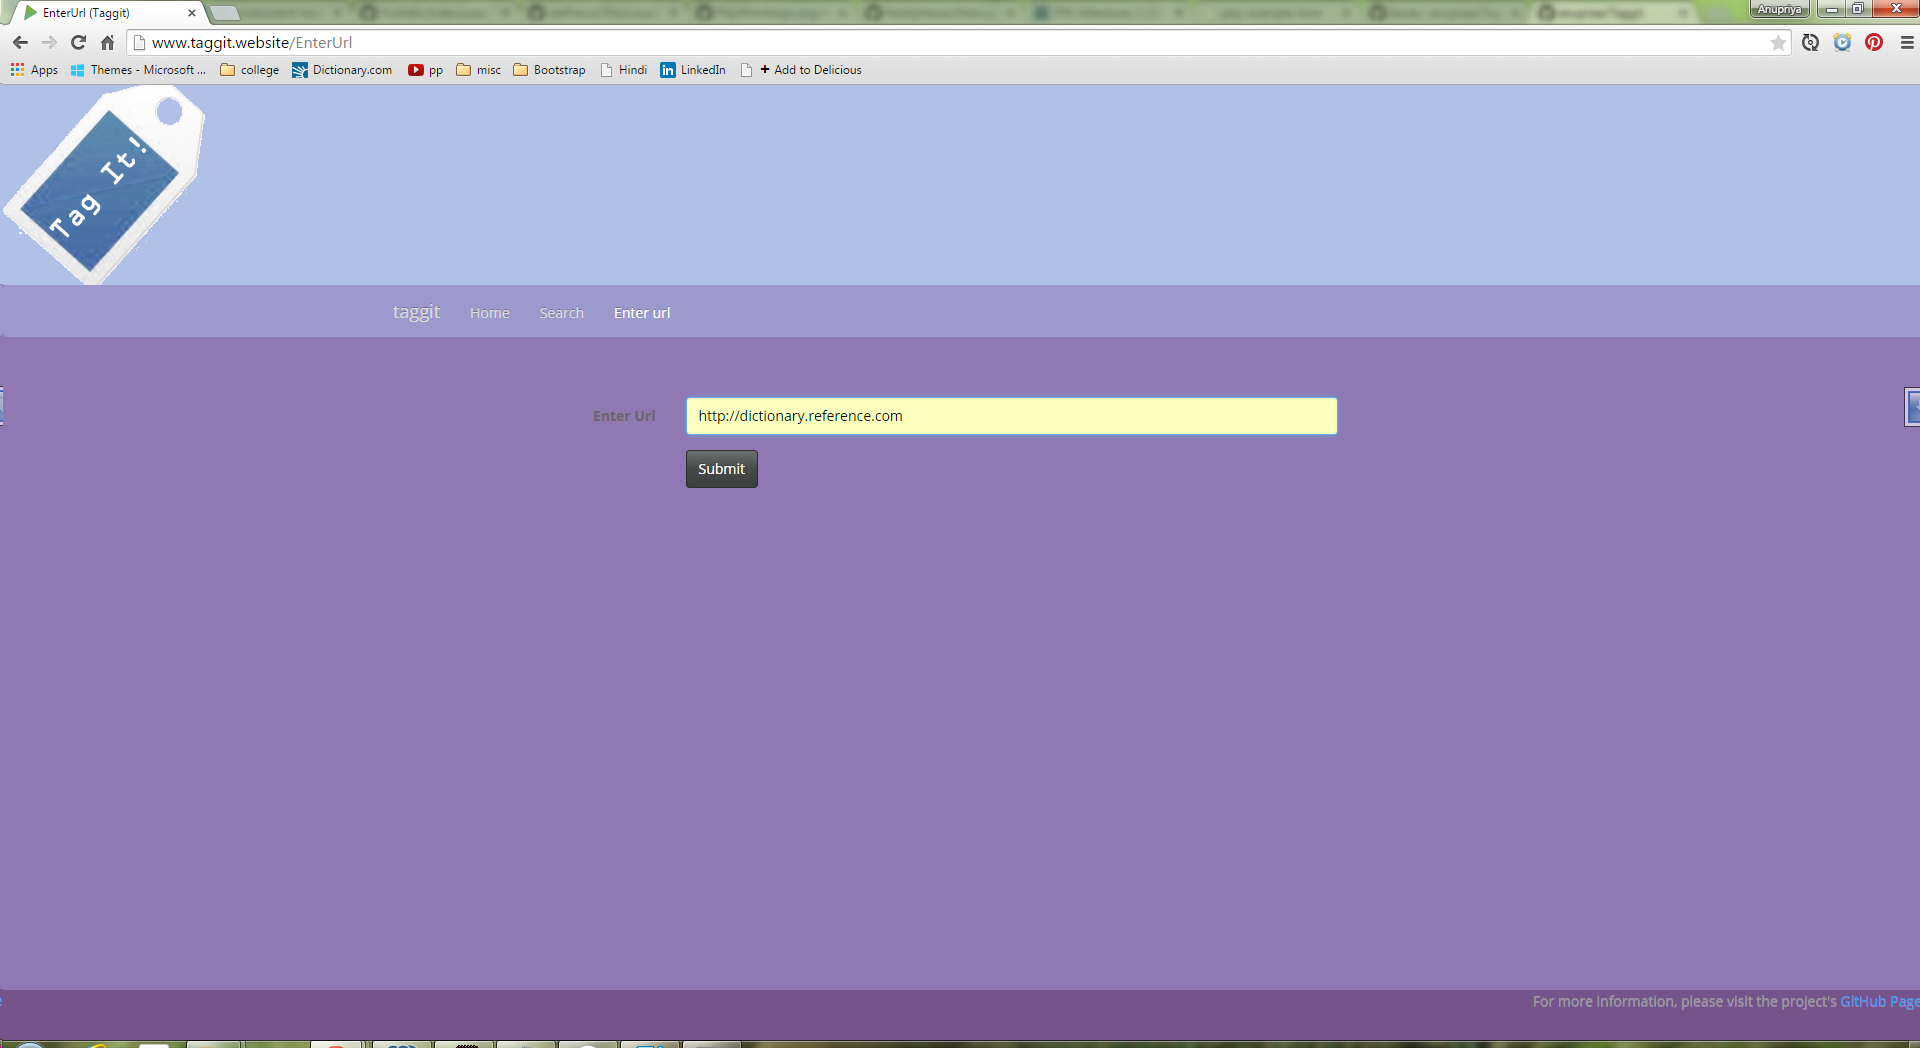 EnterUrl (Taggit)
Anupriya
www.taggit.website/EnterUrl
Apps Themes - Microsoft ... college Dictionary.com pp misc Bootstrap Hindi LinkedIn + Add to Delicious
Tag It!
taggit Home Search Enter url
Enter Url http://dictionary.reference.com
Submit
For more information, please visit the project's GitHub Page